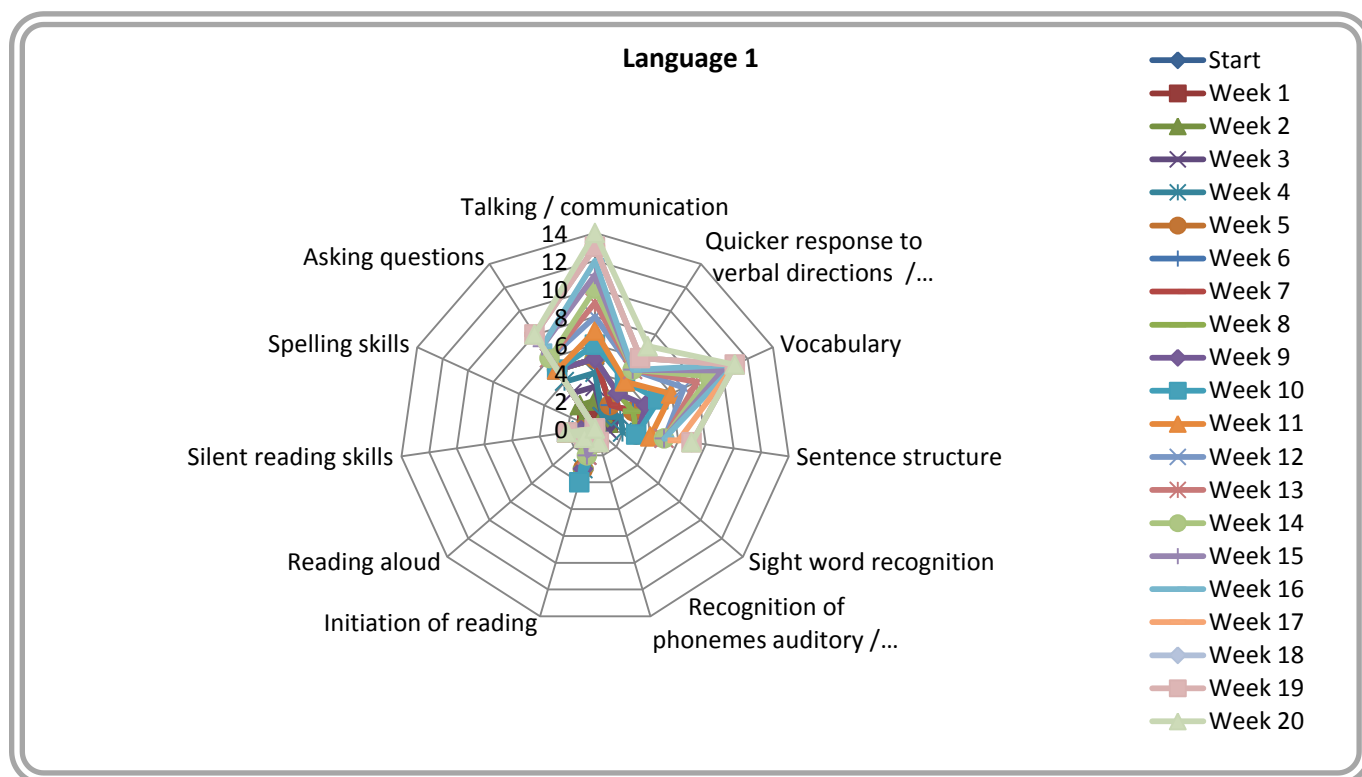 Language 1
Talking / communication
Quicker response to
verbal directions /…
Vocabulary
Sentence structure
Sight word recognition
Recognition of
phonemes auditory /…
Initiation of reading
Reading aloud
Silent reading skills
Spelling skills
Asking questions
14
12
10
8
6
4
2
0
Start
Week 1
Week 2
Week 3
Week 4
Week 5
Week 6
Week 7
Week 8
Week 9
Week 10
Week 11
Week 12
Week 13
Week 14
Week 15
Week 16
Week 17
Week 18
Week 19
Week 20